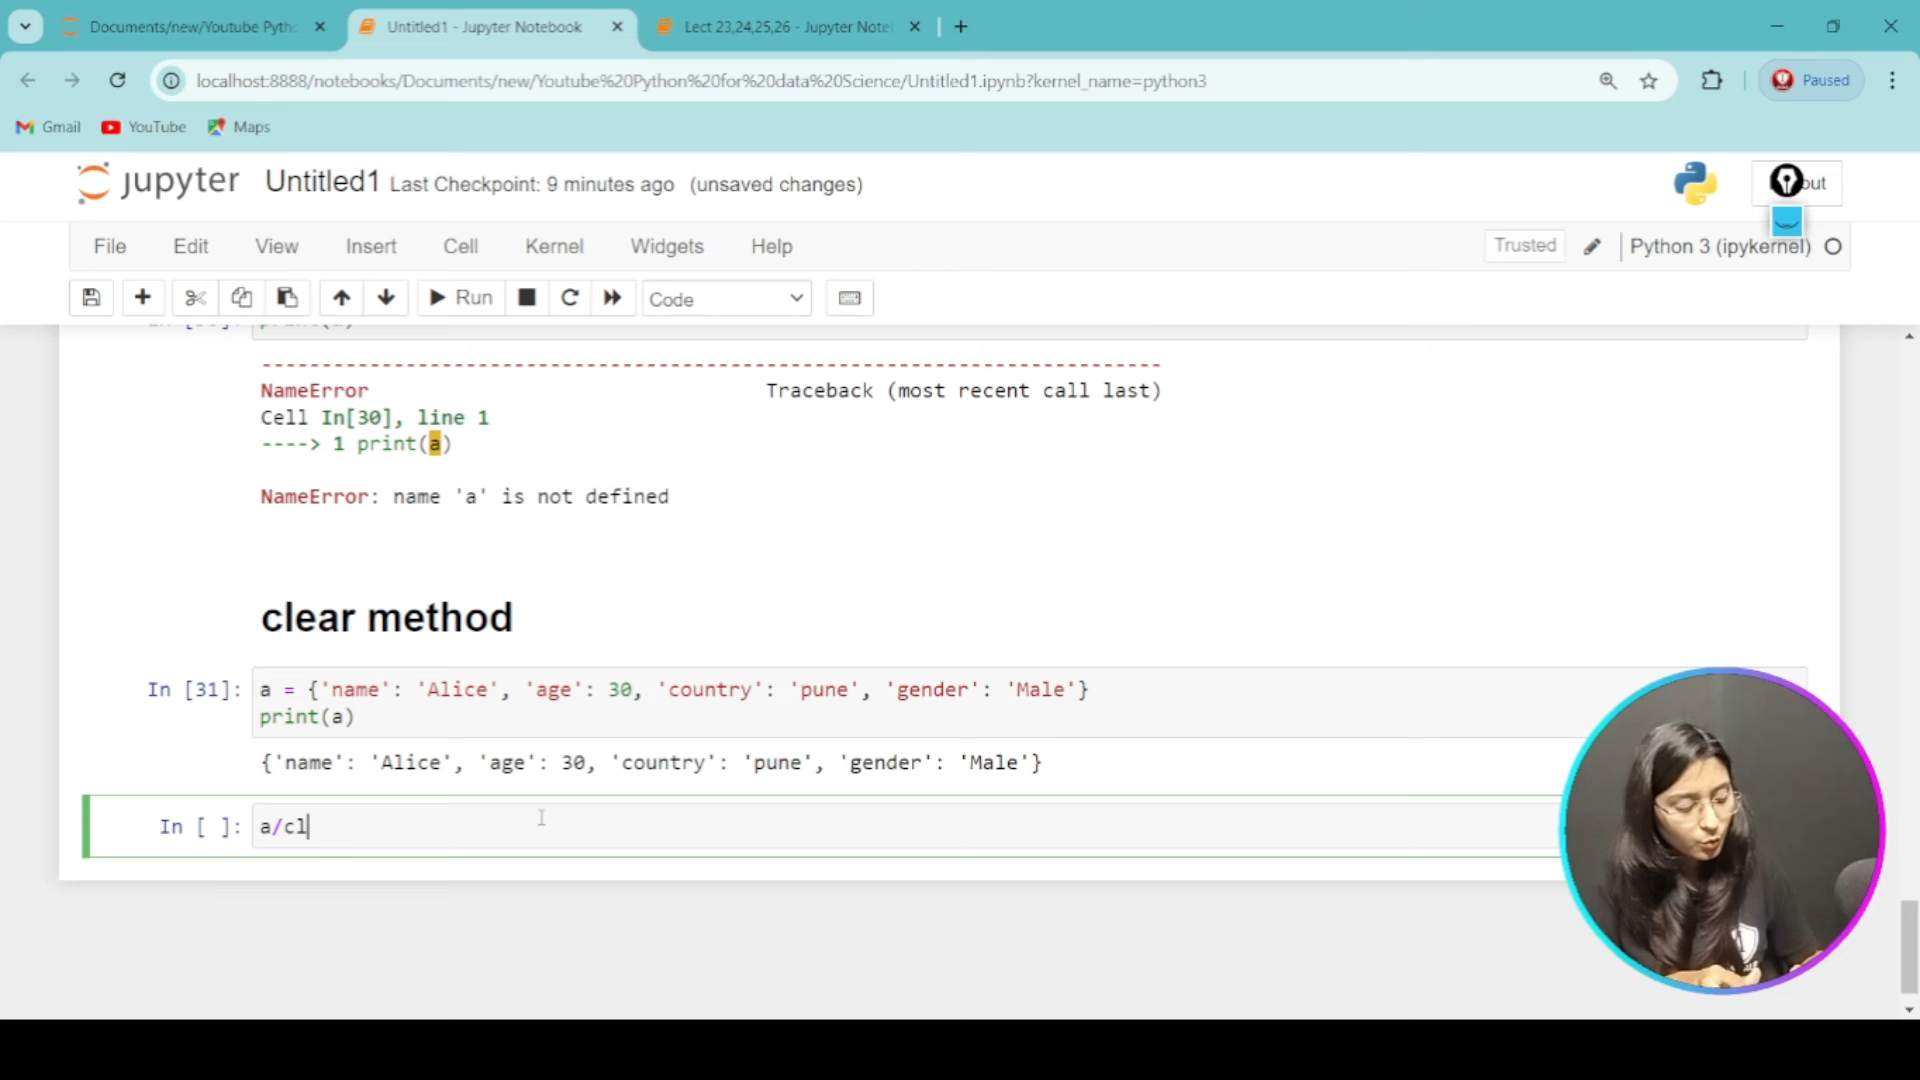 Documents/new/Youtube Pytho
Untitled1 - Jupyter Notebook
Lect 23,24,25,26 - Jupyter Note
localhost:8888/notebooks/Documents/new/Youtube%20Python%20for%20data%20Science/Untitled1.ipynb?kernel_name=python3
Paused
Gmail
YouTube
Maps
jupyter Untitled1 Last Checkpoint: 9 minutes ago (unsaved changes)
out
File Edit View Insert Cell Kernel Widgets Help
Trusted
Python 3 (ipykernel)
Run
Code
---------------------------------------------------------------------------
NameError Traceback (most recent call last)
Cell In[30], line 1
----> 1 print(a)
NameError: name 'a' is not defined
clear method
In [31]: a = {'name': 'Alice', 'age': 30, 'country': 'pune', 'gender': 'Male'}
print(a)
{'name': 'Alice', 'age': 30, 'country': 'pune', 'gender': 'Male'}
In [ ]: a/cl